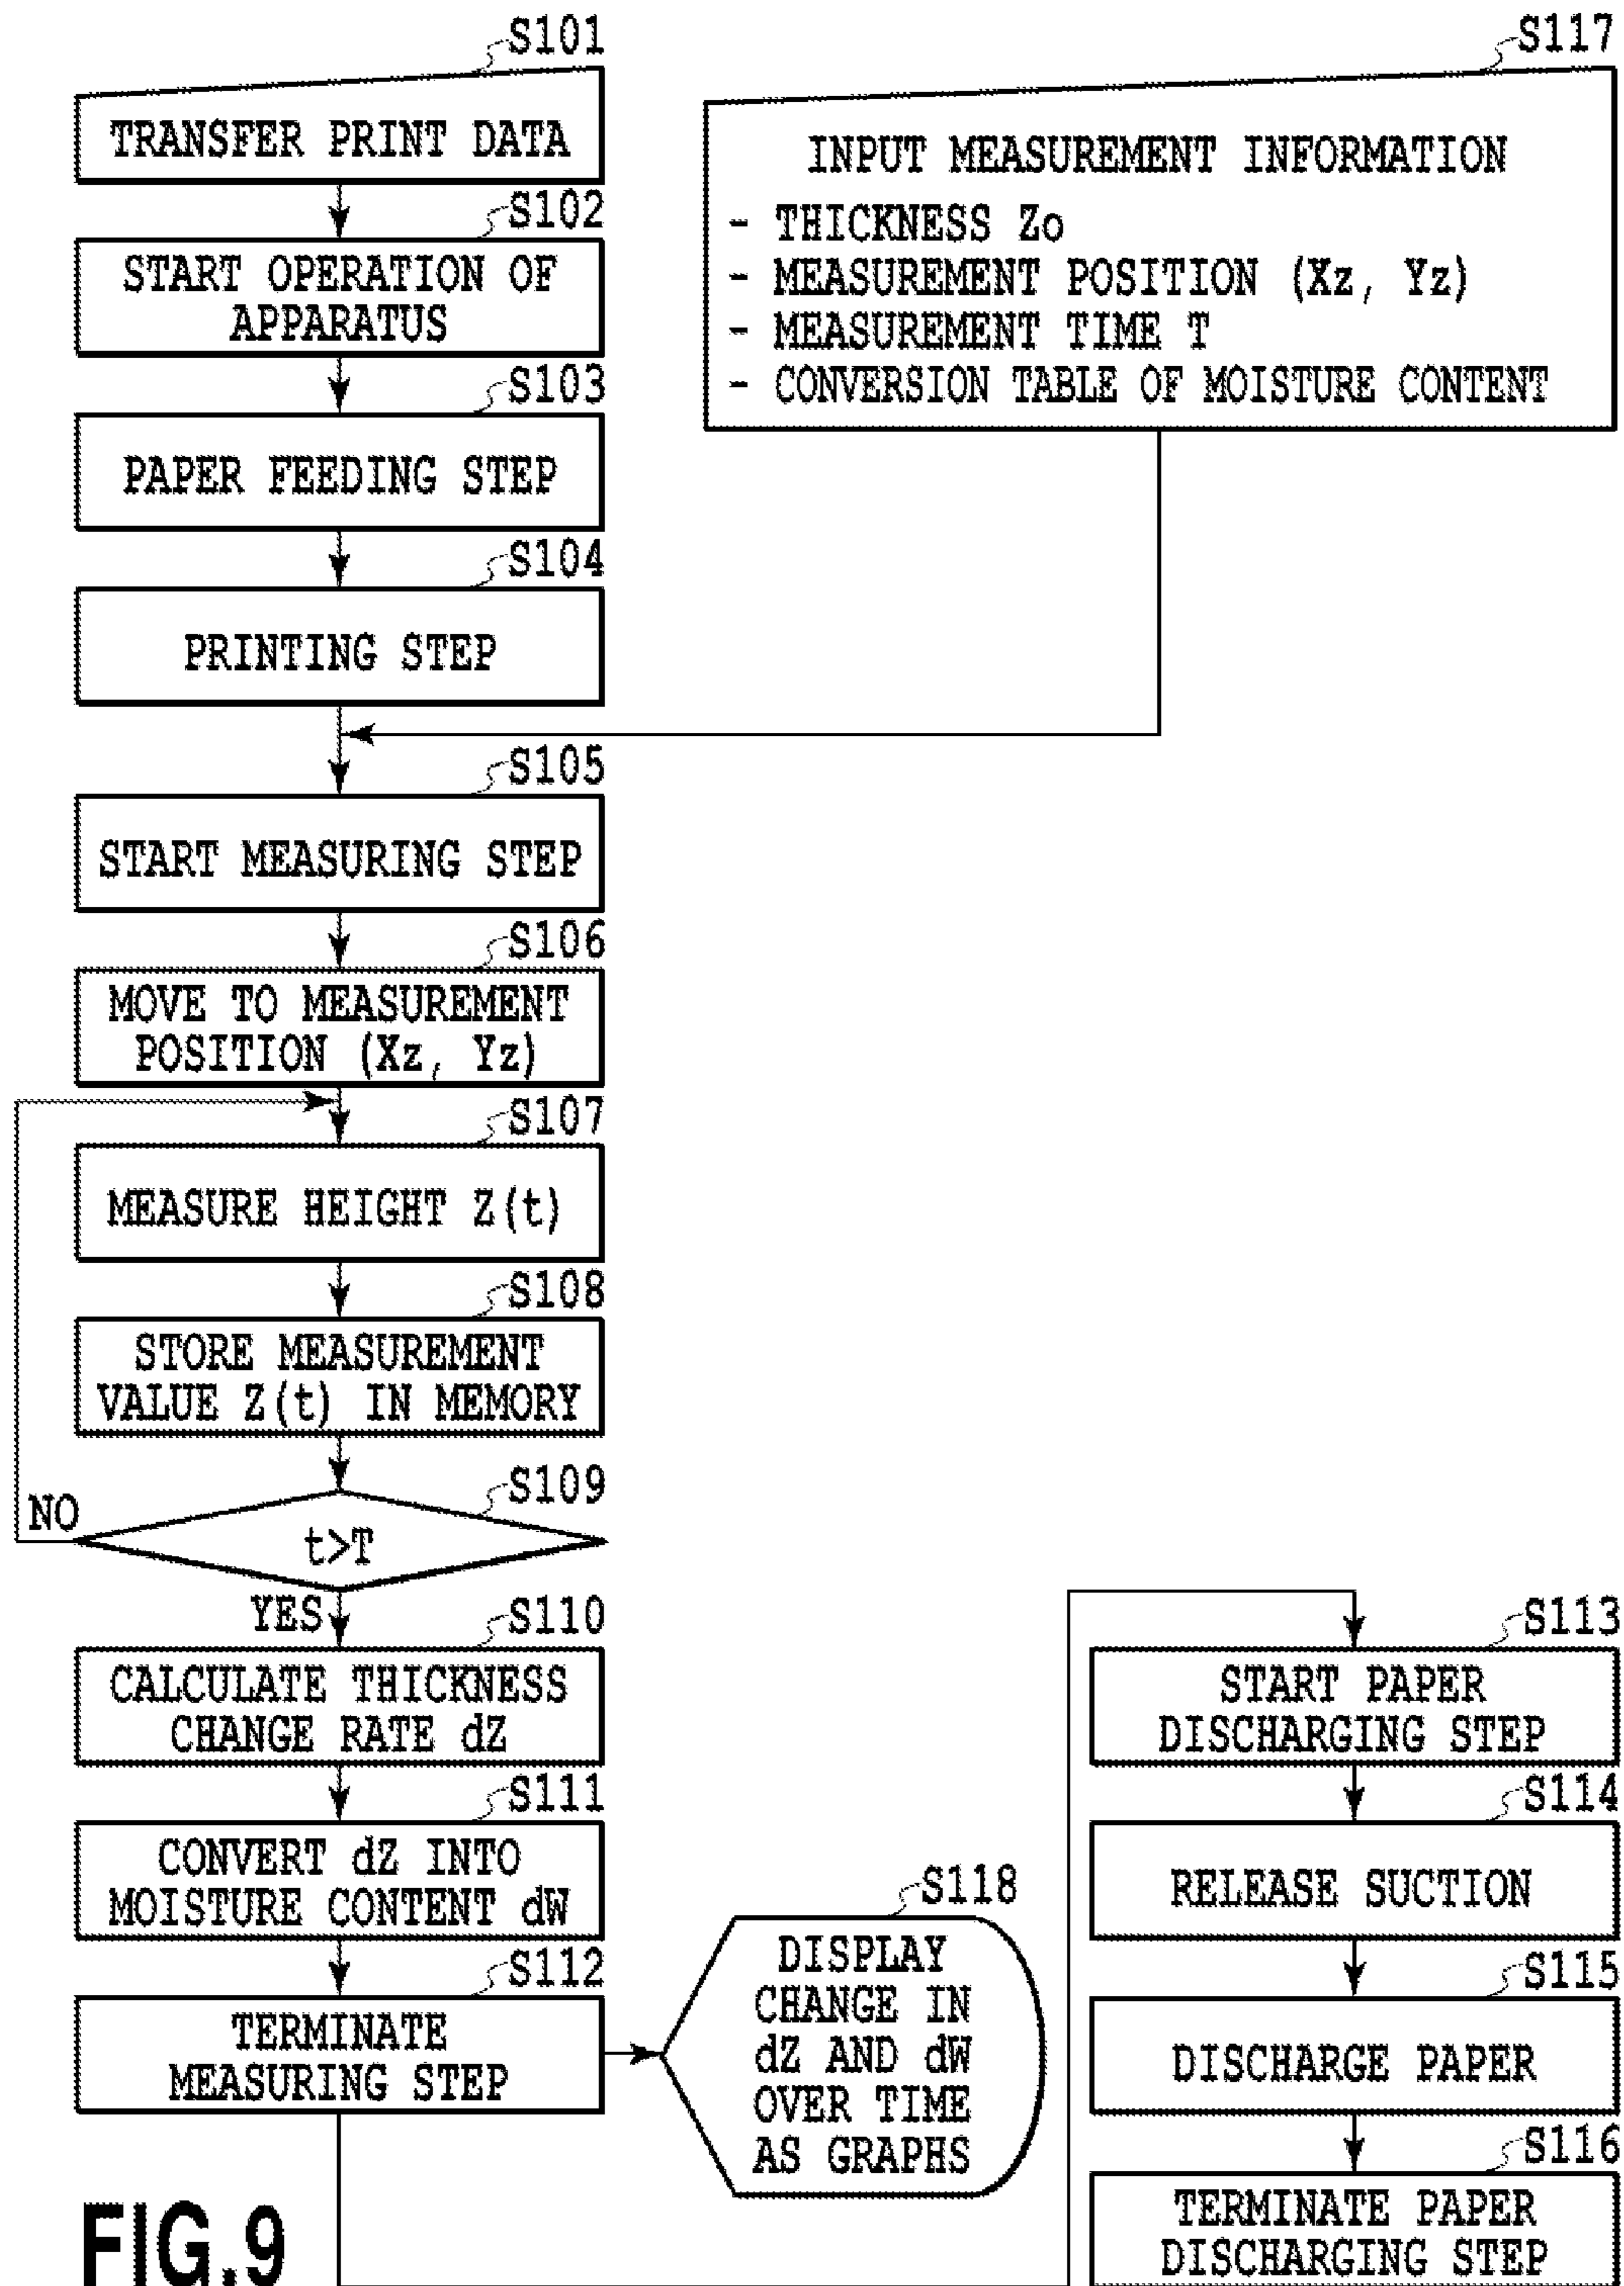 S101
TRANSFER PRINT DATA
S102
START OPERATION OF
APPARATUS
S103
PAPER FEEDING STEP
S104
PRINTING STEP
S117
INPUT MEASUREMENT INFORMATION
- THICKNESS Zo
- MEASUREMENT POSITION (Xz, Yz)
- MEASUREMENT TIME T
- CONVERSION TABLE OF MOISTURE CONTENT
S105
START MEASURING STEP
S106
MOVE TO MEASUREMENT
POSITION (Xz, Yz)
S107
MEASURE HEIGHT Z(t)
S108
STORE MEASUREMENT
VALUE Z(t) IN MEMORY
S109
NO
t>T
YES
S110
CALCULATE THICKNESS
CHANGE RATE dZ
S111
CONVERT dZ INTO
MOISTURE CONTENT dW
S112
TERMINATE
MEASURING STEP
S118
DISPLAY
CHANGE IN
dZ AND dW
OVER TIME
AS GRAPHS
S113
START PAPER
DISCHARGING STEP
S114
RELEASE SUCTION
S115
DISCHARGE PAPER
S116
TERMINATE PAPER
DISCHARGING STEP
FIG.9